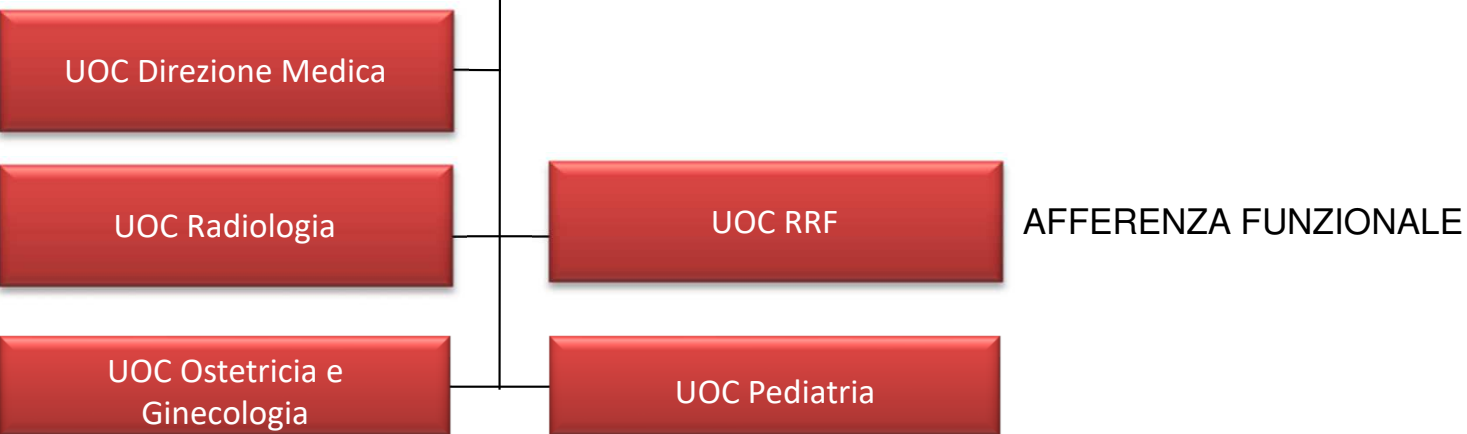 UOC Direzione Medica
UOC Radiologia
UOC RRF
AFFERENZA FUNZIONALE
UOC Ostetricia e
Ginecologia
UOC Pediatria